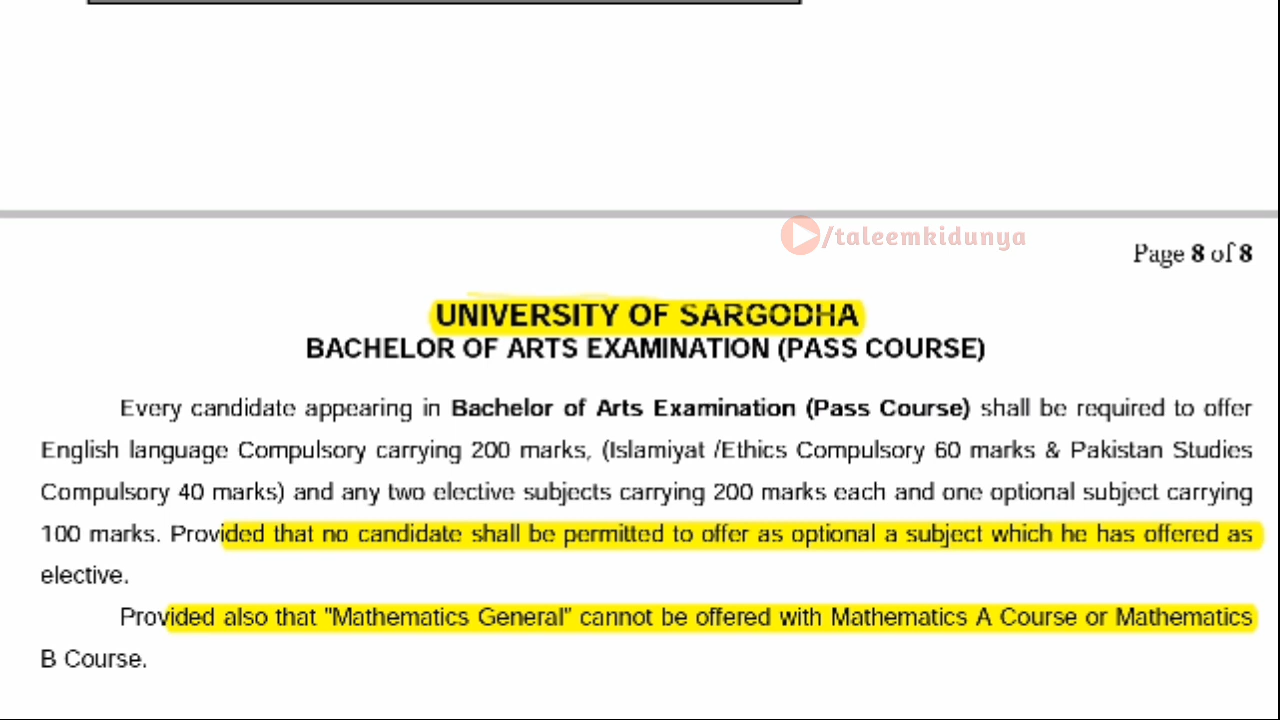 /taleemkidunya
Page 8 of 8
UNIVERSITY OF SARGODHA
BACHELOR OF ARTS EXAMINATION (PASS COURSE)
Every candidate appearing in Bachelor of Arts Examination (Pass Course) shall be required to offer
English language Compulsory carrying 200 marks, (Islamiyat /Ethics Compulsory 60 marks & Pakistan Studies
Compulsory 40 marks) and any two elective subjects carrying 200 marks each and one optional subject carrying
100 marks. Provided that no candidate shall be permitted to offer as optional a subject which he has offered as
elective.
Provided also that "Mathematics General" cannot be offered with Mathematics A Course or Mathematics
B Course.